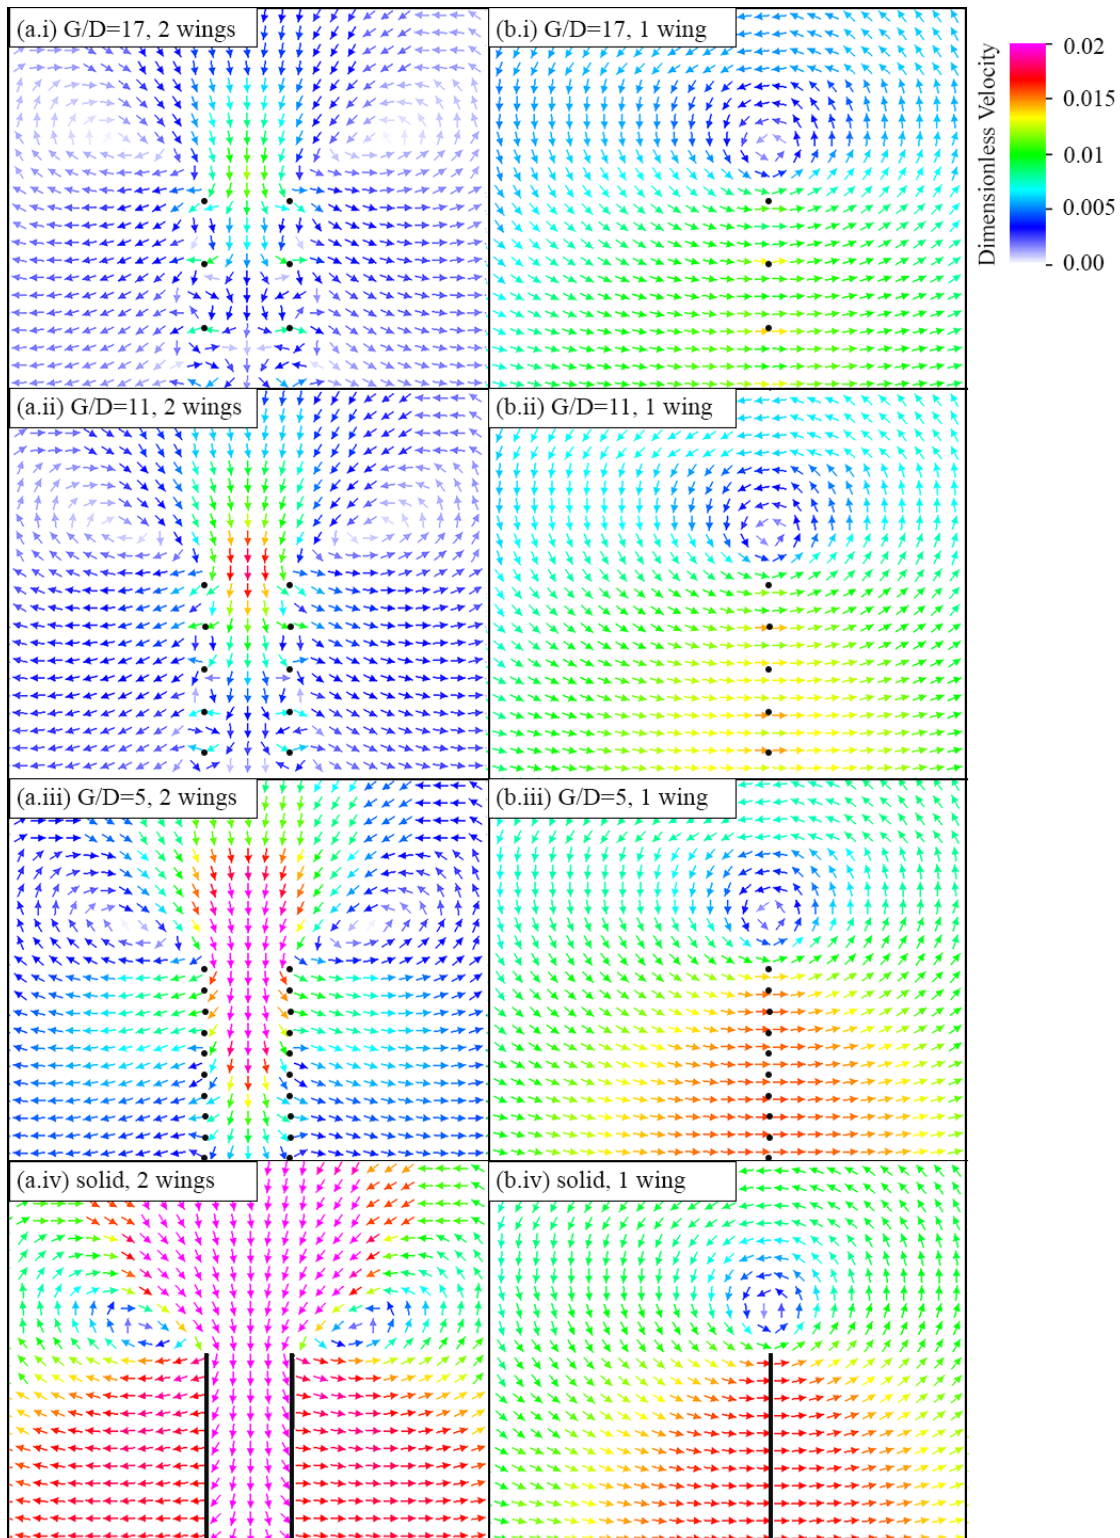 (a.i) G/D=17, 2 wings
(b.i) G/D=17, 1 wing
Dimensionless Velocity
0.02
0.015
0.01
0.005
0.00
(a.ii) G/D=11, 2 wings
(b.ii) G/D=11, 1 wing
(a.iii) G/D=5, 2 wings
(b.iii) G/D=5, 1 wing
(a.iv) solid, 2 wings
(b.iv) solid, 1 wing